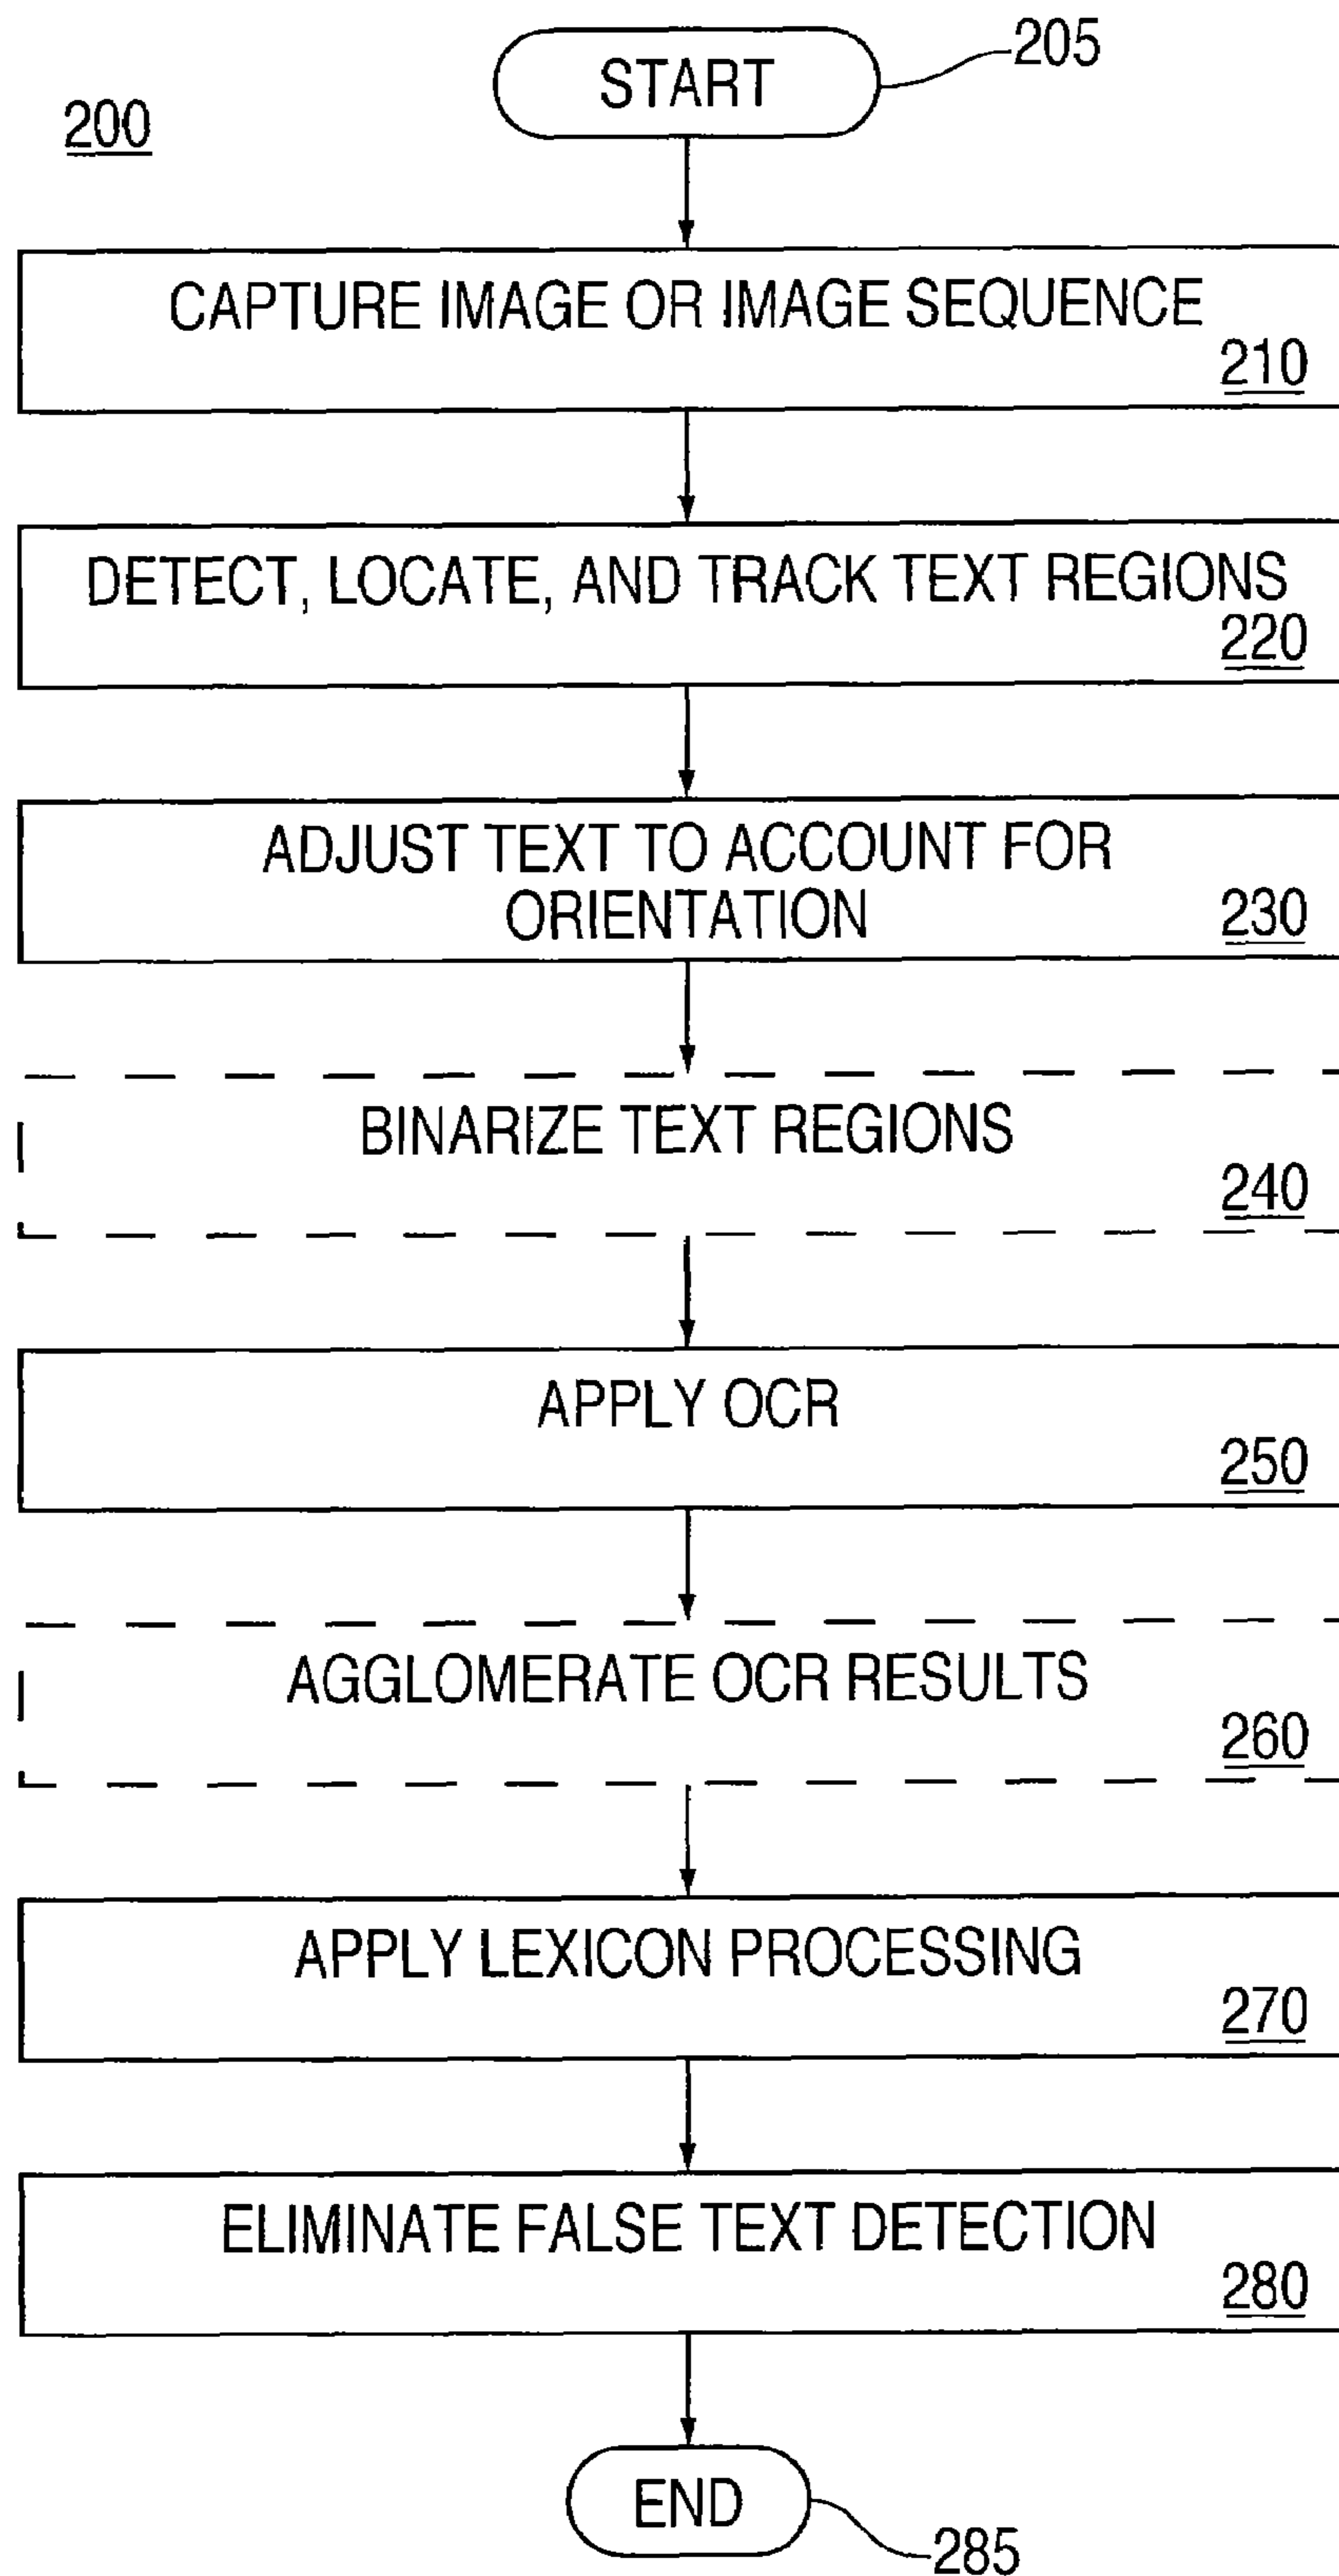 START
205
200
CAPTURE IMAGE OR IMAGE SEQUENCE
210
DETECT, LOCATE, AND TRACK TEXT REGIONS
220
ADJUST TEXT TO ACCOUNT FOR
ORIENTATION
230
BINARIZE TEXT REGIONS
240
APPLY OCR
250
AGGLOMERATE OCR RESULTS
260
APPLY LEXICON PROCESSING
270
ELIMINATE FALSE TEXT DETECTION
280
END
285